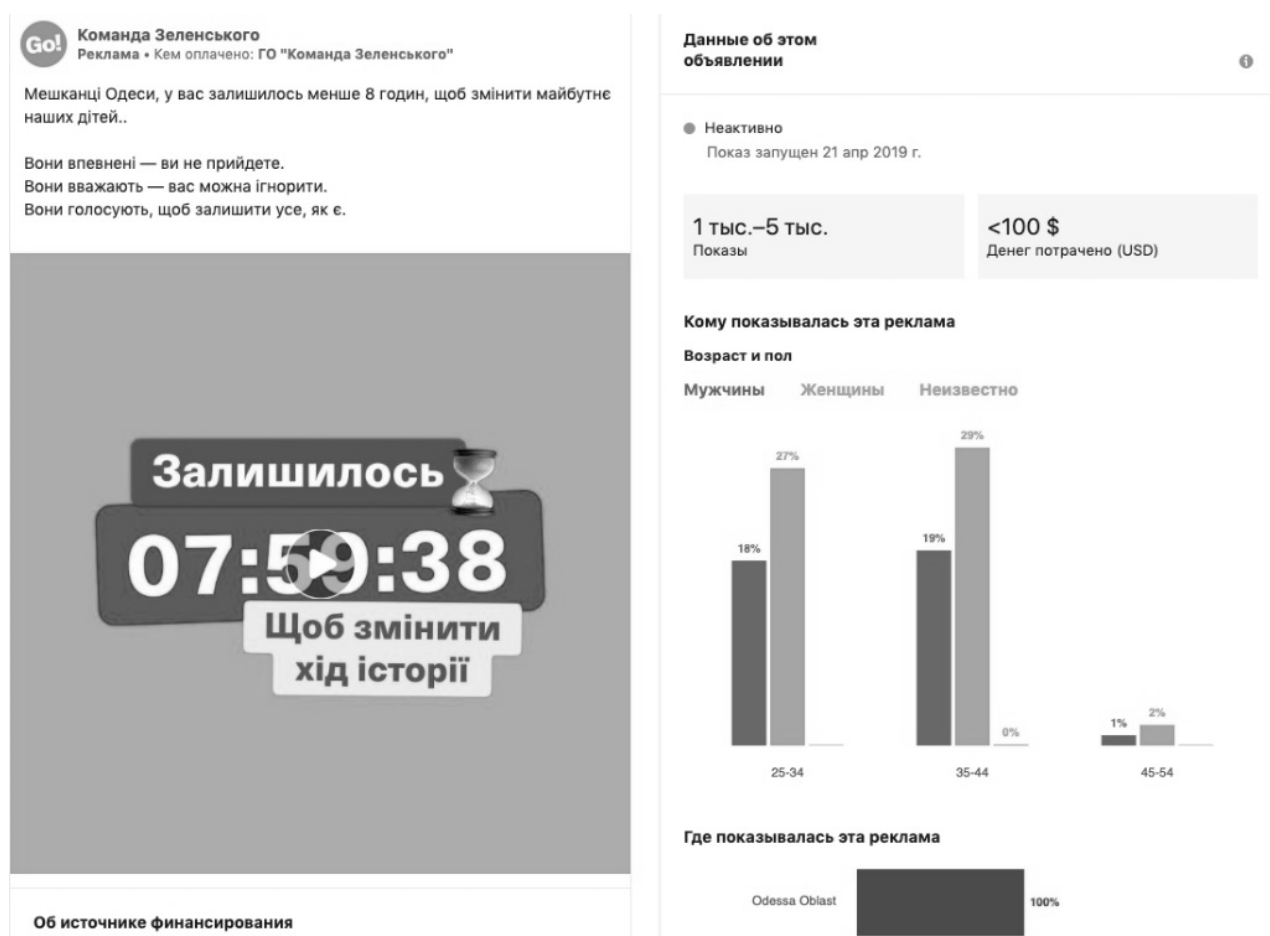 Go!
Команда Зеленського
Реклама • Кем оплачено: ГО "Команда Зеленського"
Мешканці Одеси, у вас залишилось менше 8 годин, щоб змінити майбутнє
наших дітей..
Вони впевнені — ви не прийдете.
Вони вважають — вас можна ігнорити.
Вони голосують, щоб залишити усе, як є.
Залишилось
07:59:38
Щоб змінити
хід історії
Об источнике финансирования
Данные об этом
объявлении
Неактивно
Показ запущен 21 апр 2019 г.
1 тыс.–5 тыс.
Показы
<100 $
Денег потрачено (USD)
Кому показывалась эта реклама
Возраст и пол
Мужчины Женщины Неизвестно
18% 27%
19% 29% 0%
1% 2%
25-34 35-44 45-54
Где показывалась эта реклама
Odessa Oblast 100%